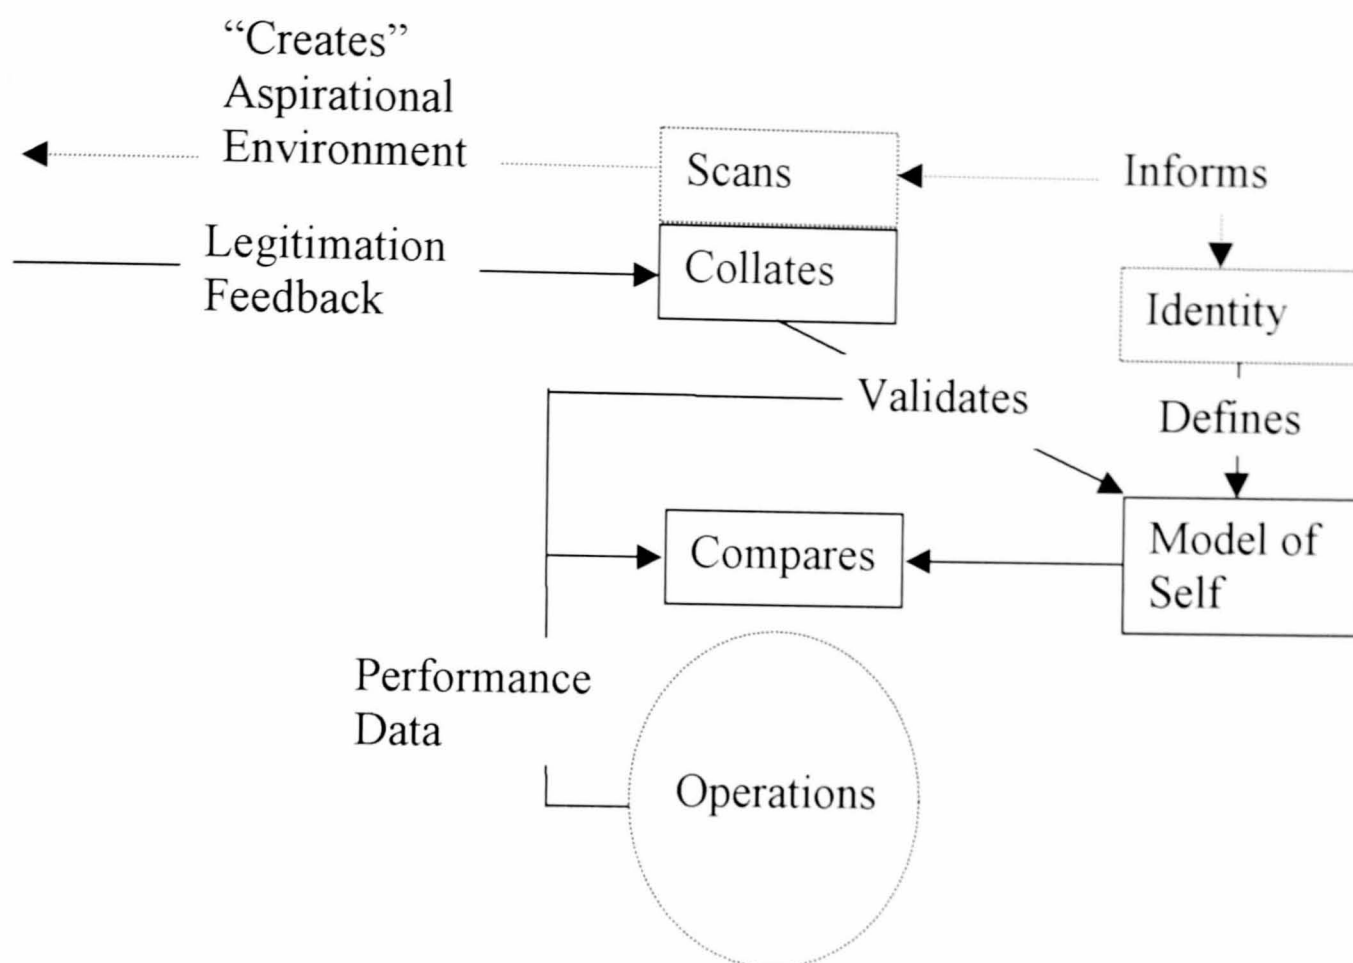 “Creates”
Aspirational
Environment
Scans
Informs
Legitimation
Feedback
Collates
Identity
Validates
Defines
Compares
Model of
Self
Performance
Data
Operations